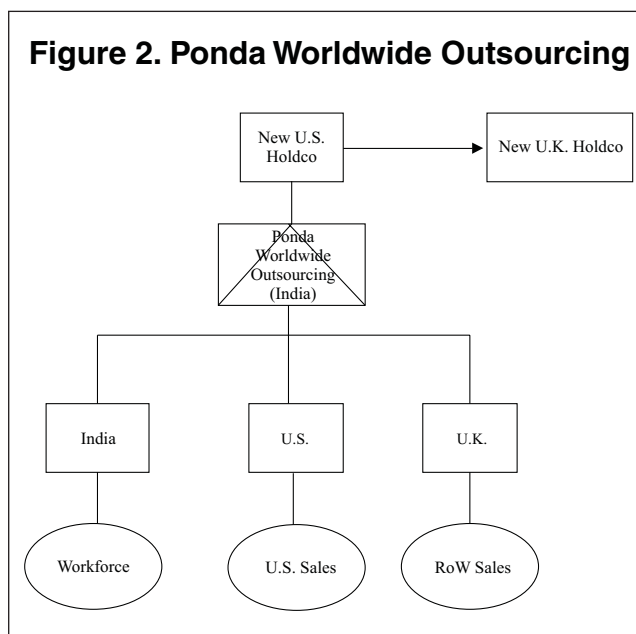 Figure 2. Ponda Worldwide Outsourcing
New U.S.
Holdco
New U.K. Holdco
Ponda
Worldwide
Outsourcing
(India)
India
U.S.
U.K.
Workforce
U.S. Sales
RoW Sales